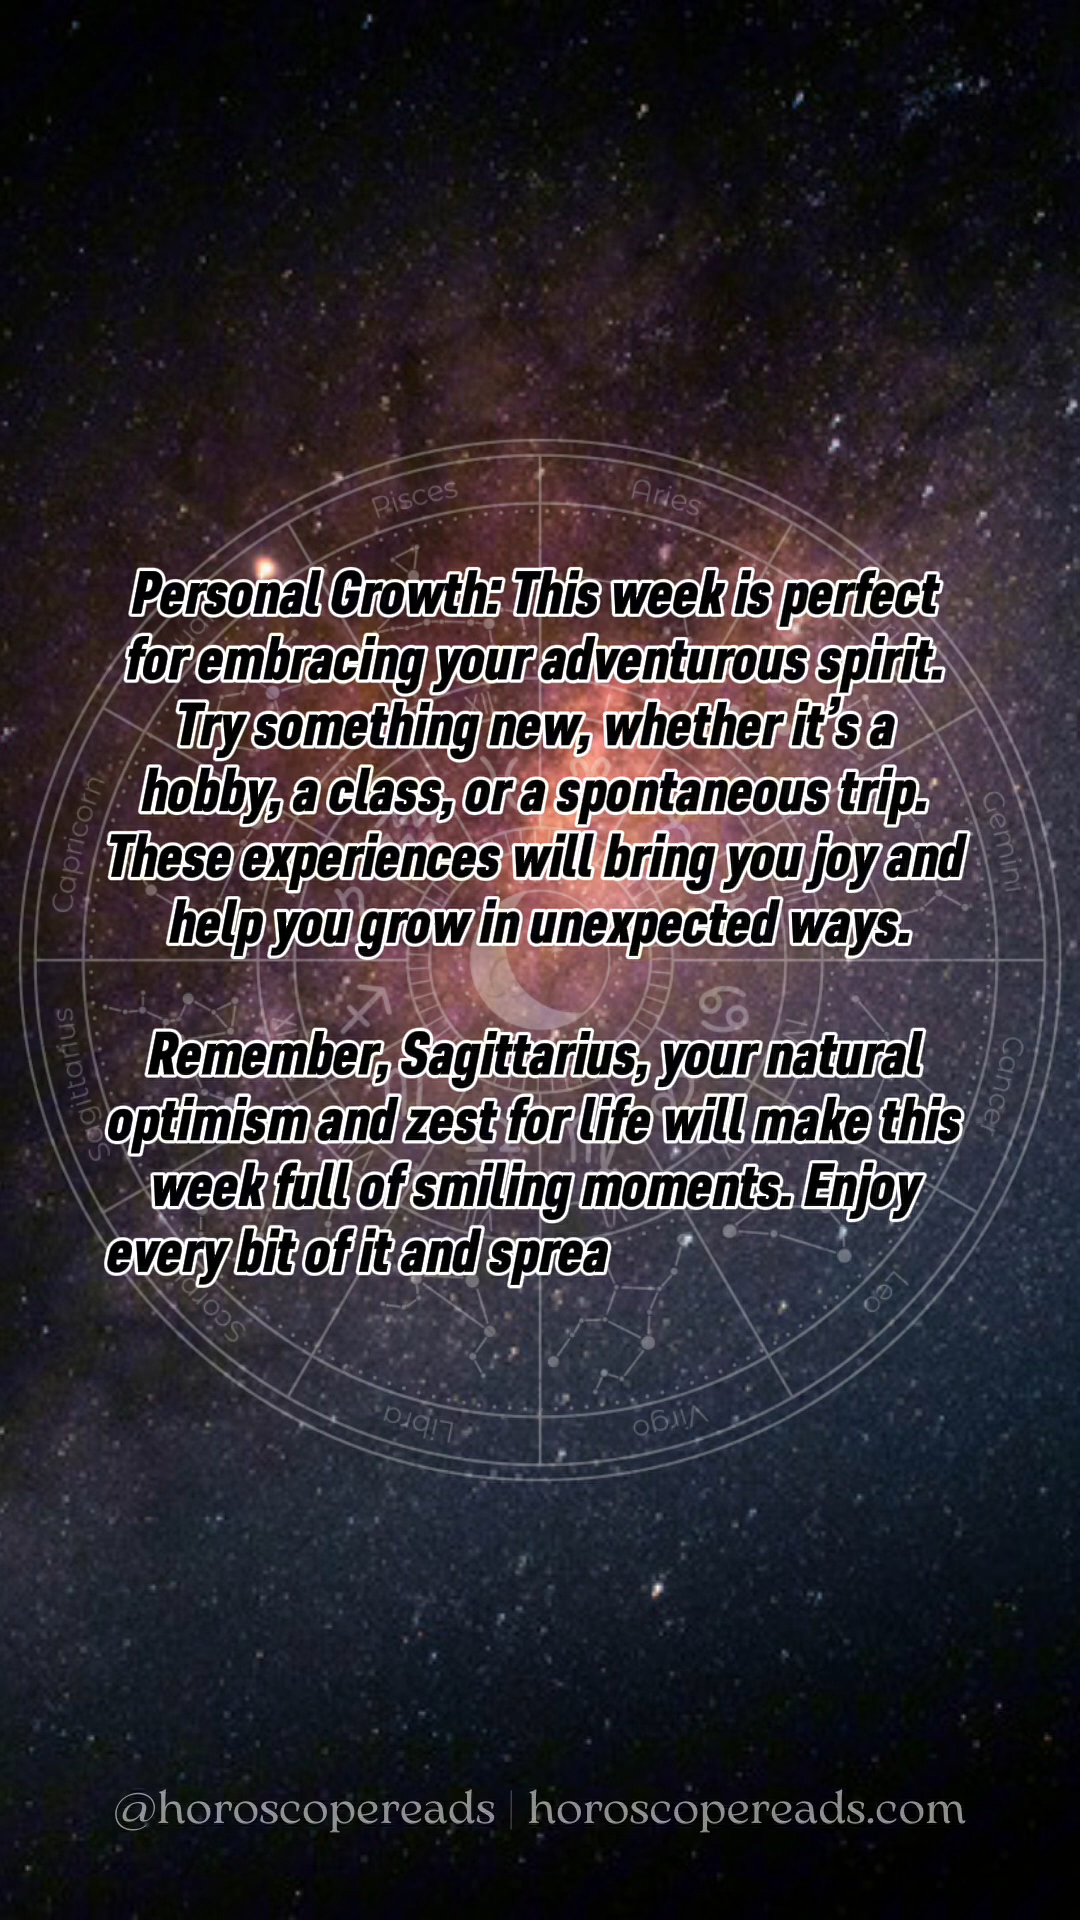 Pisces
Aries
Personal Growth: This week is perfect
for embracing your adventurous spirit.
Try something new, whether it’s a
hobby, a class, or a spontaneous trip.
These experiences will bring you joy and
help you grow in unexpected ways.
Capricorn
Gemini
Remember, Sagittarius, your natural
optimism and zest for life will make this
week full of smiling moments. Enjoy
every bit of it and sprea
Sagittarius
Cancer
Leo
Libra
Virgo
@horoscopereads | horoscopereads.com